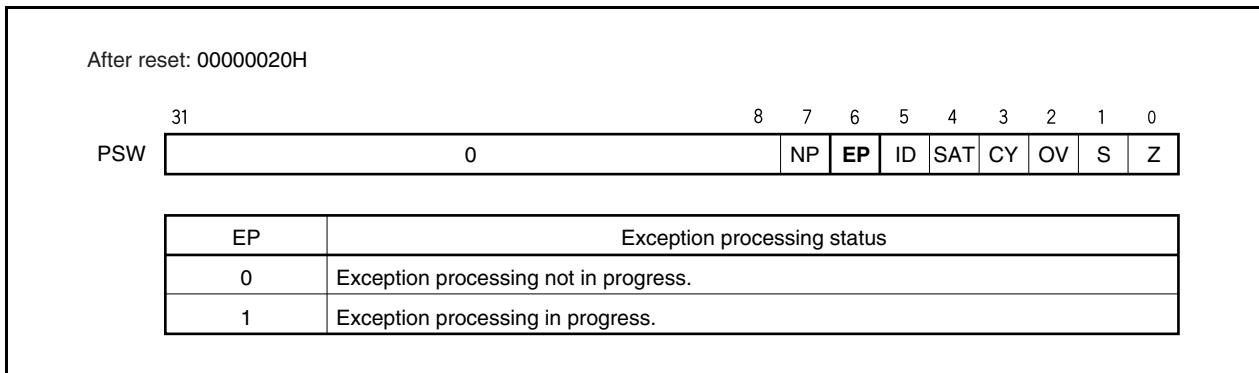 After reset: 00000020H
31 8 7 6 5 4 3 2 1 0
PSW 0 NP EP ID SAT CY OV S Z
EP Exception processing status
0 Exception processing not in progress.
1 Exception processing in progress.